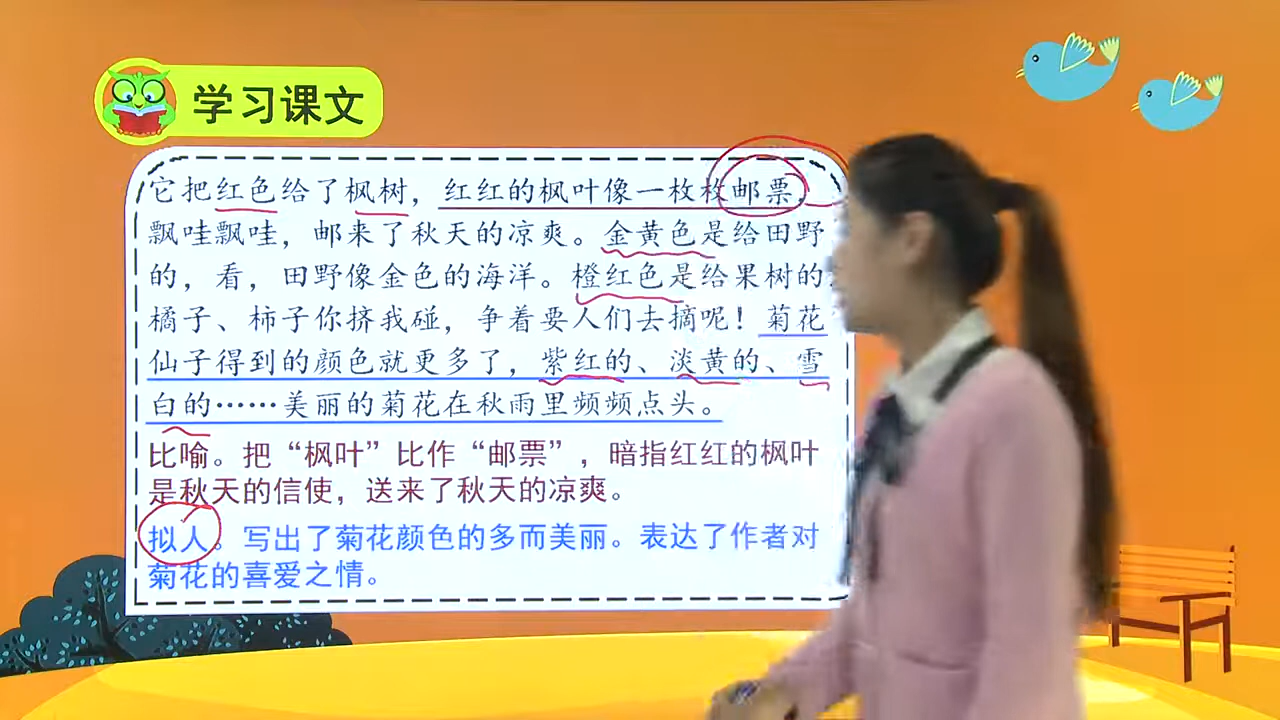 学习课文
它把红色给了枫树，红红的枫叶像一枚枚邮票，
飘哇飘哇，邮来了秋天的凉爽。金黄色是给田野
的，看，田野像金色的海洋。橙红色是给果树的，
橘子、柿子你挤我碰，争着要人们去摘呢！菊花
仙子得到的颜色就更多了，紫红的、淡黄的、雪
白的……美丽的菊花在秋雨里频频点头。
比喻。把“枫叶”比作“邮票”，暗指红红的枫叶
是秋天的信使，送来了秋天的凉爽。
拟人。写出了菊花颜色的多而美丽。表达了作者对
菊花的喜爱之情。